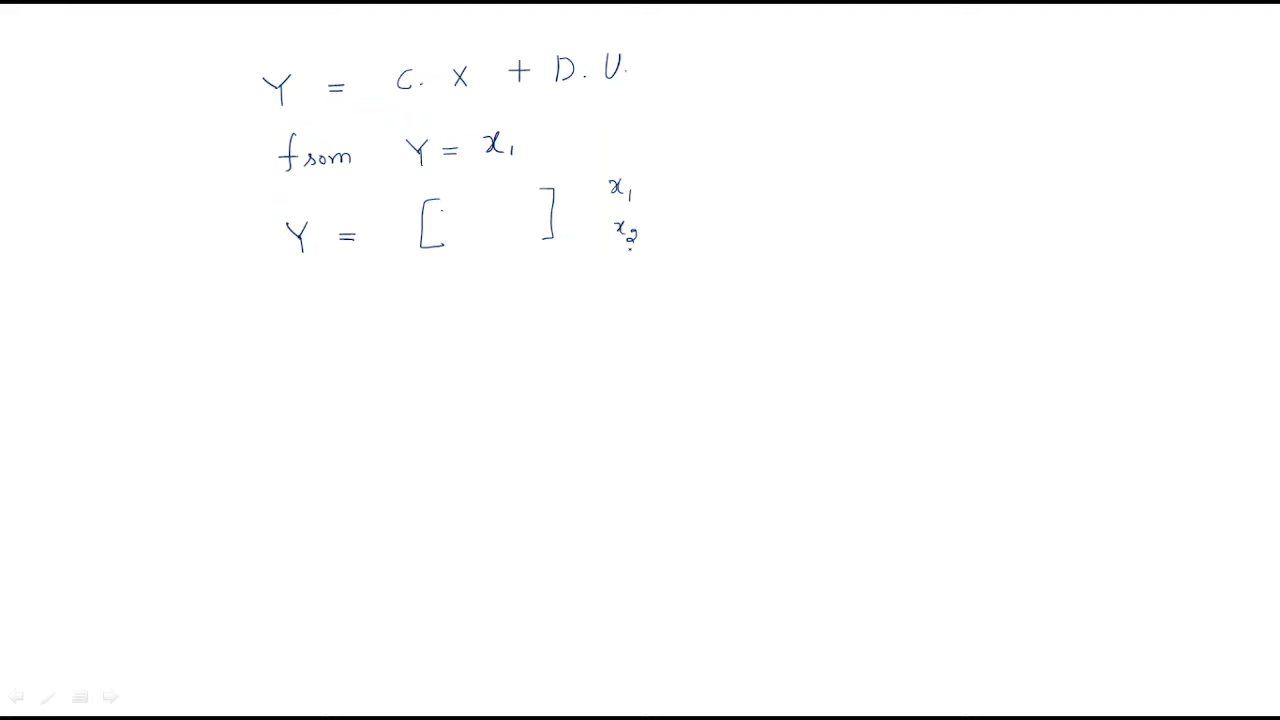 Y = C. X + D. U.
from Y = x₁
Y = [ ] x₁
x₂